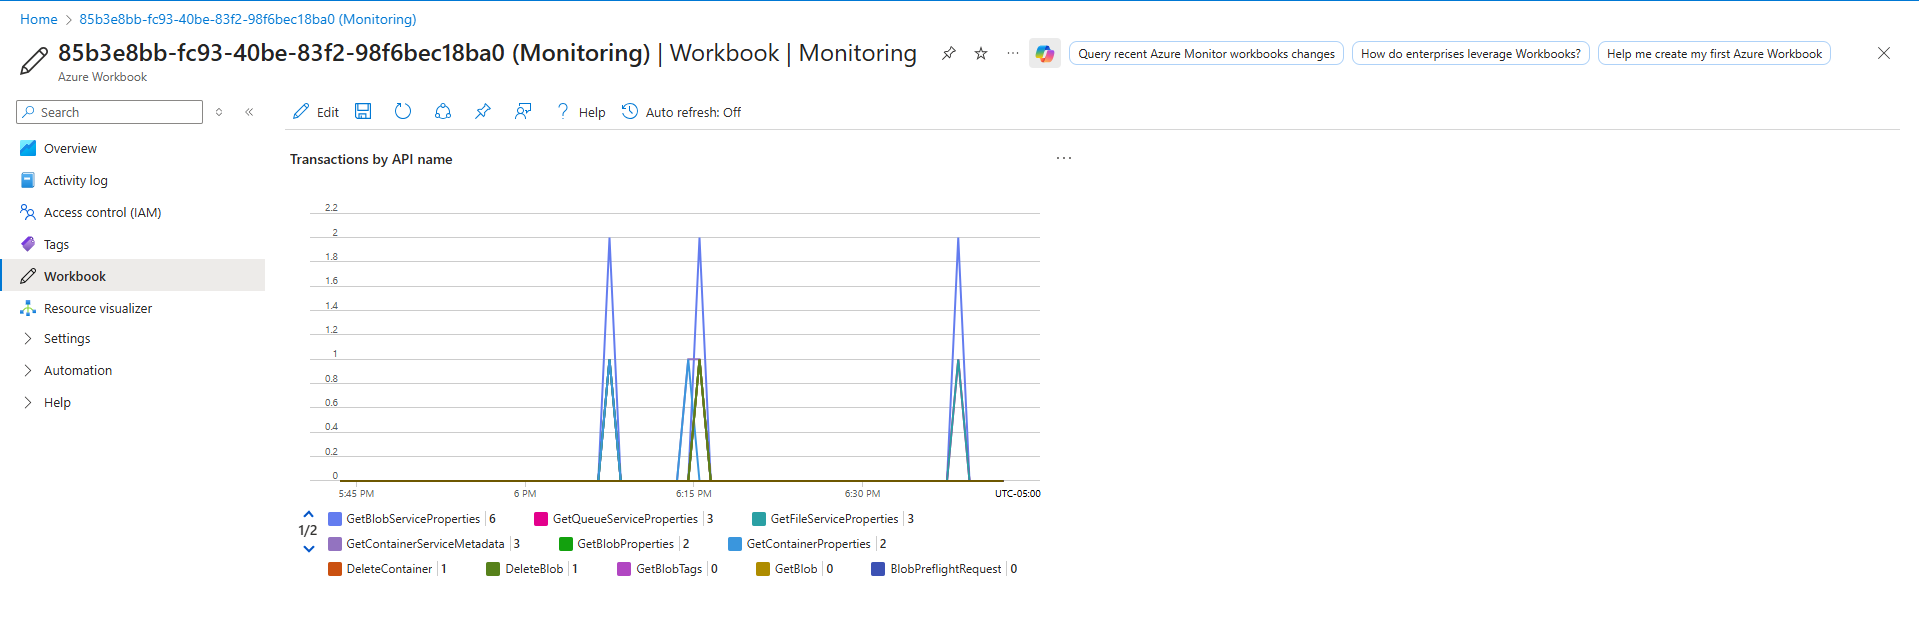 Home > 85b3e8bb-fc93-40be-83f2-98f6bec18ba0 (Monitoring)
85b3e8bb-fc93-40be-83f2-98f6bec18ba0 (Monitoring) | Workbook | Monitoring
Azure Workbook
Query recent Azure Monitor workbooks changes
How do enterprises leverage Workbooks?
Help me create my first Azure Workbook
Search
Overview
Activity log
Access control (IAM)
Tags
Workbook
Resource visualizer
Settings
Automation
Help
Edit
Help
Auto refresh: Off
Transactions by API name
2.2
2
1.8
1.6
1.4
1.2
1
0.8
0.6
0.4
0.2
0
5:45 PM 6 PM 6:15 PM 6:30 PM UTC-05:00
1/2
GetBlobServiceProperties 6 GetQueueServiceProperties 3 GetFileServiceProperties 3
GetContainerServiceMetadata 3 GetBlobProperties 2 GetContainerProperties 2
DeleteContainer 1 DeleteBlob 1 GetBlobTags 0 GetBlob 0 BlobPreflightRequest 0